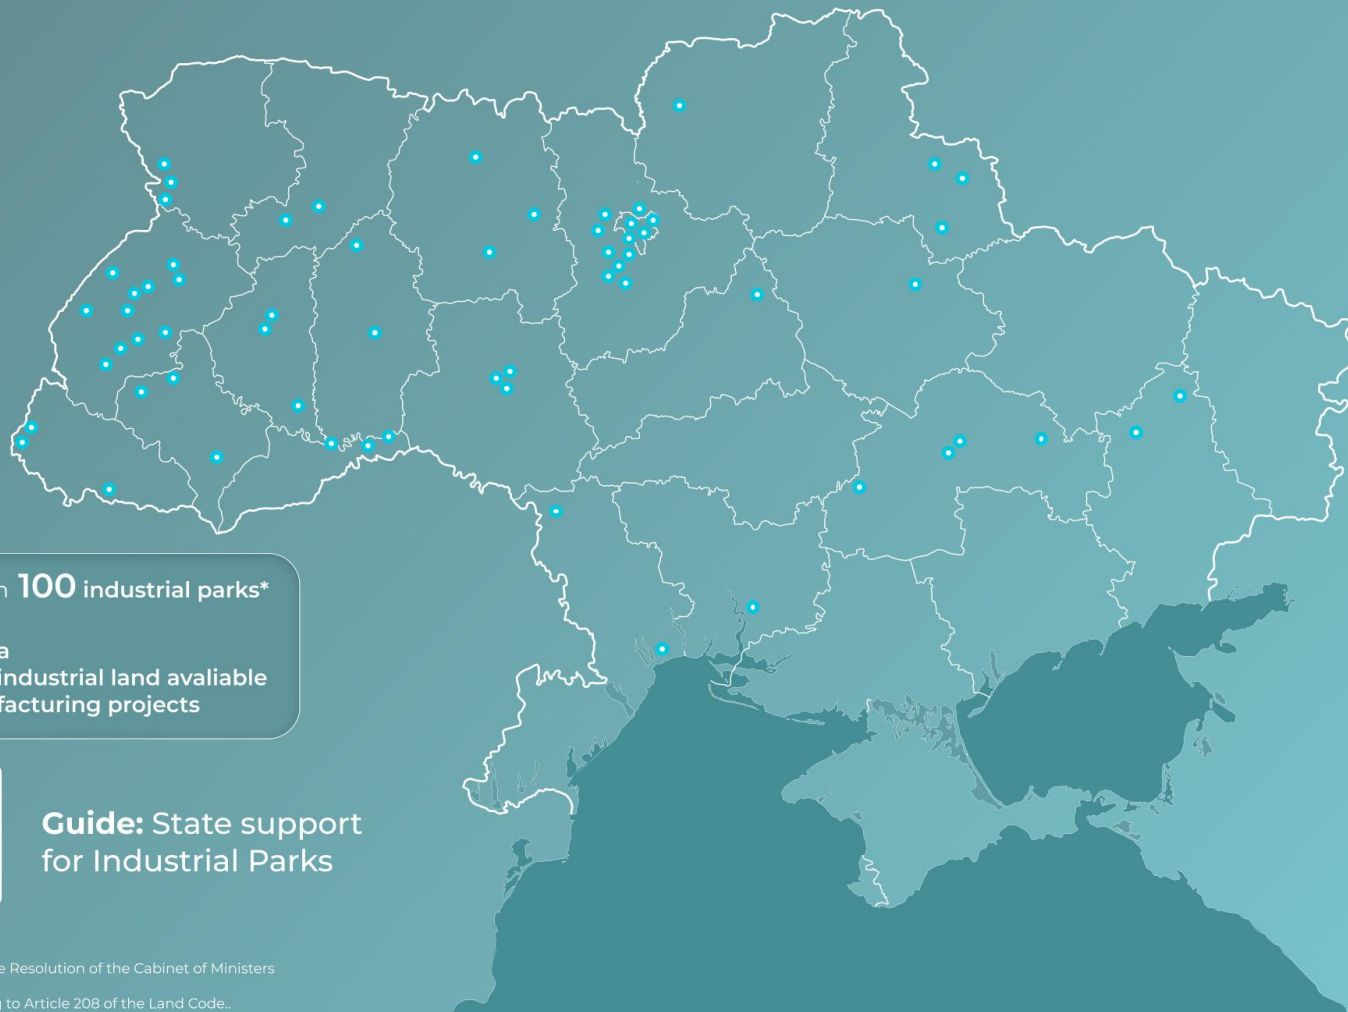 100 industrial parks*
industrial land avaliable
projects
Guide: State support
for Industrial Parks
Resolution of the Cabinet of Ministers
to Article 208 of the Land Code..